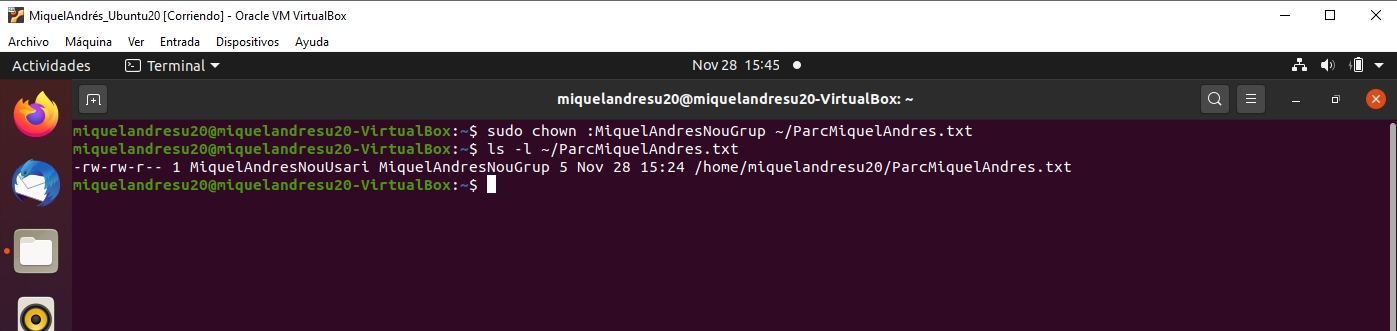 MiquelAndrés_Ubuntu20 [Corriendo] - Oracle VM VirtualBox
Archivo Máquina Ver Entrada Dispositivos Ayuda
Actividades Terminal Nov 28 15:45
miquelandresu20@miquelandresu20-VirtualBox: ~
miquelandresu20@miquelandresu20-VirtualBox:~$ sudo chown :MiquelAndresNouGrup ~/ParcMiquelAndres.txt
miquelandresu20@miquelandresu20-VirtualBox:~$ ls -l ~/ParcMiquelAndres.txt
-rw-rw-r-- 1 MiquelAndresNouUsari MiquelAndresNouGrup 5 Nov 28 15:24 /home/miquelandresu20/ParcMiquelAndres.txt
miquelandresu20@miquelandresu20-VirtualBox:~$